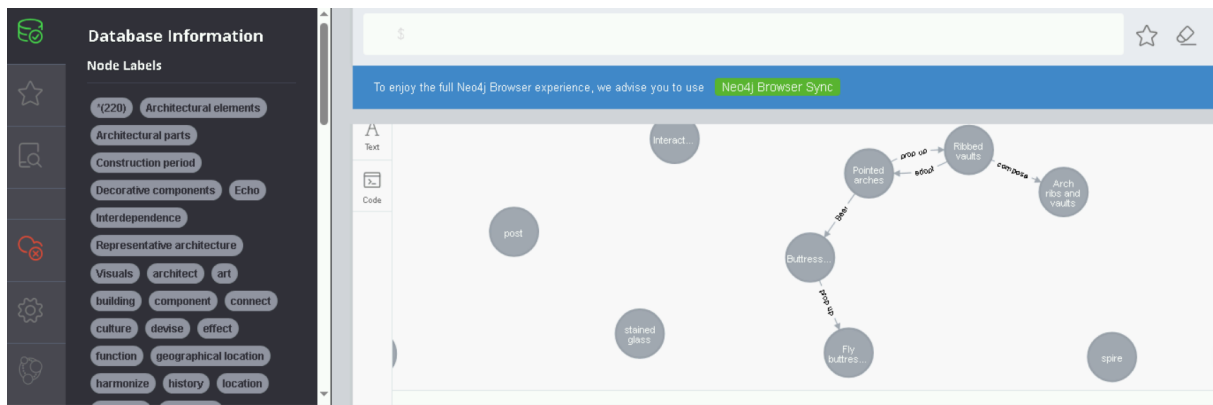 Database Information
Node Labels
*(220) Architectural elements
Architectural parts
Construction period
Decorative components Echo
Interdependence
Representative architecture
Visuals architect art
building component connect
culture devise effect
function geographical location
harmonize history location
$
To enjoy the full Neo4j Browser experience, we advise you to use Neo4j Browser Sync
A
Text
Code
Interact...
Ribbed
vaults
prop up
adopt
Pointed
arches
compose
Arch
ribs and
vaults
Bear
post
Buttress...
prop up
stained
glass
Fly
buttres...
spire